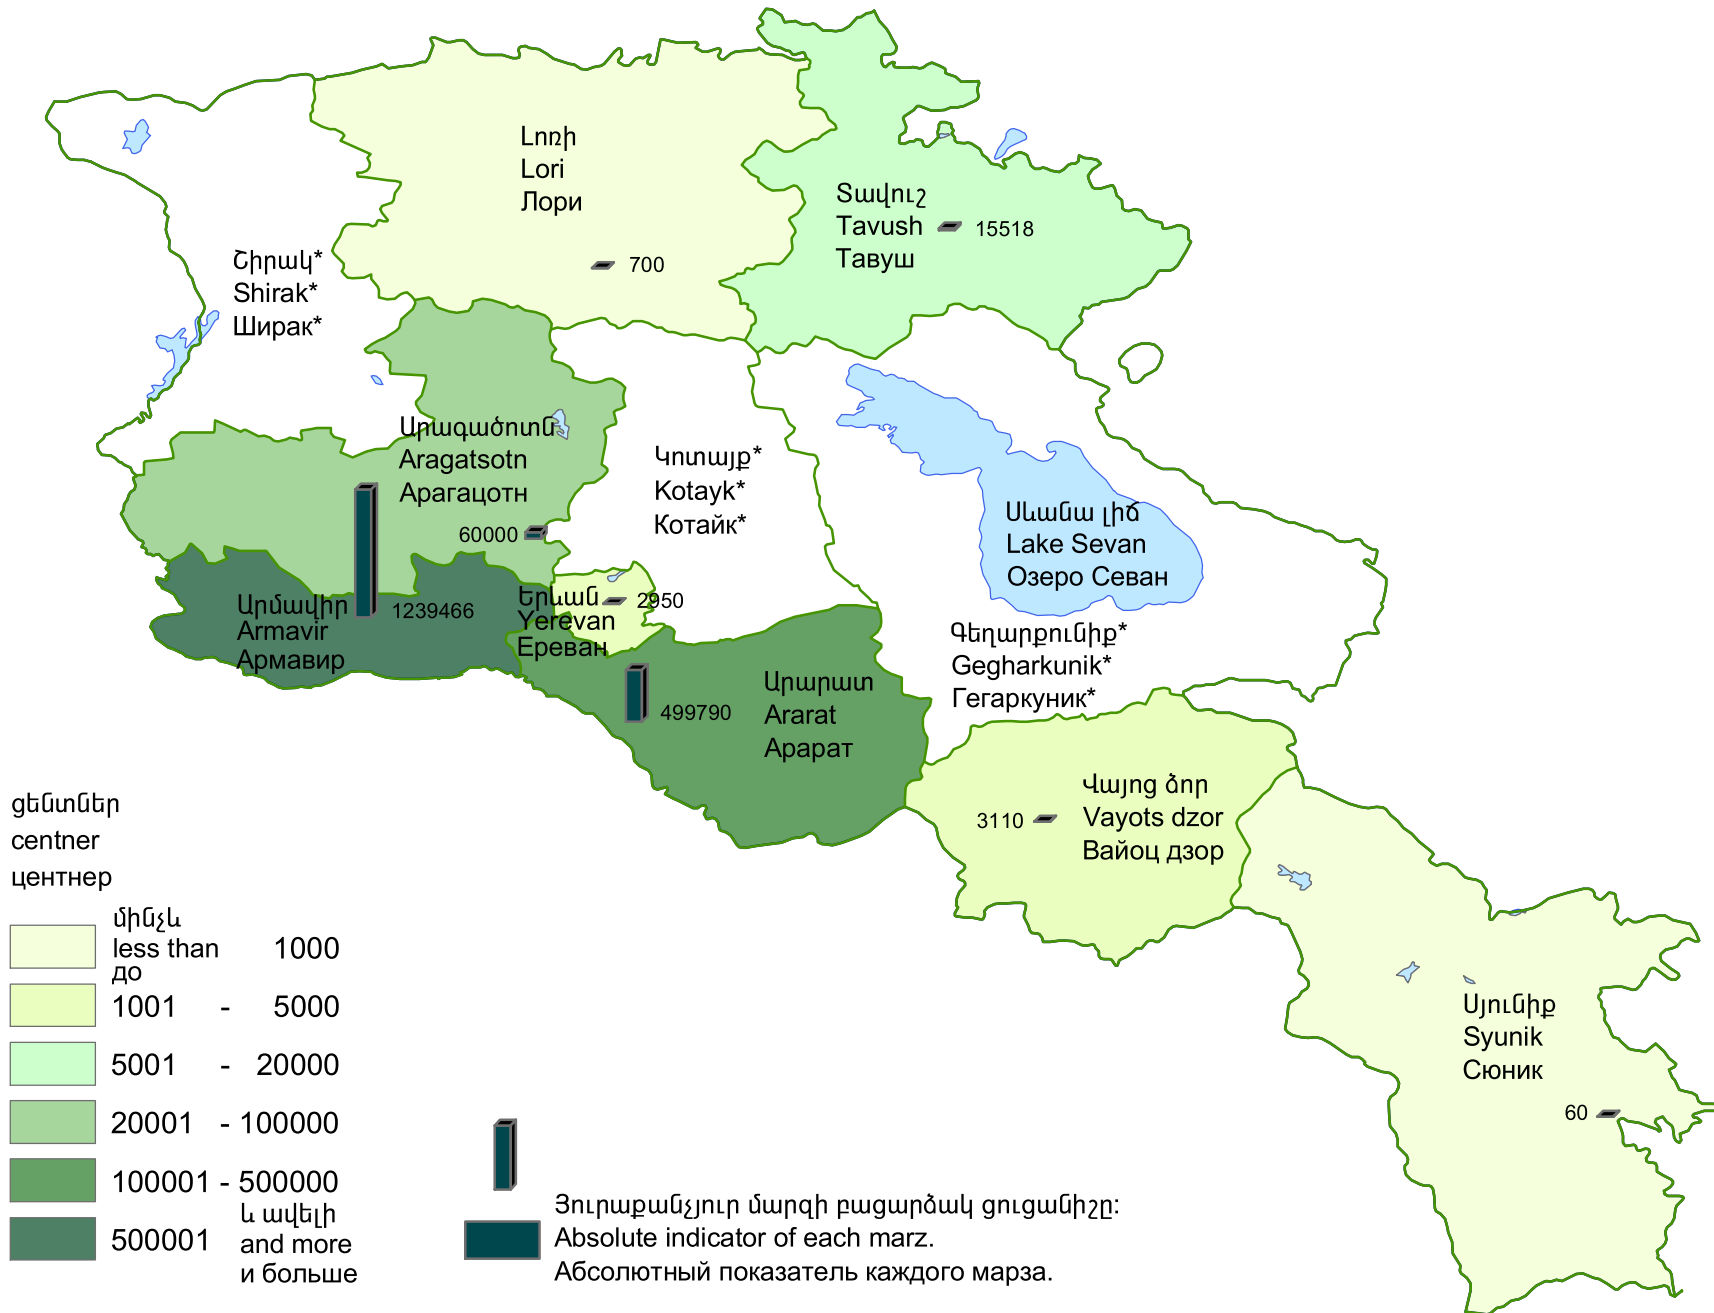 Լոռի
Lori
Лори
700
Տավուշ
Tavush
Тавуш
15518
Շիրակ*
Shirak*
Ширак*
Արագածոտն
Aragatsotn
Арагацотн
60000
Կոտայք*
Kotayk*
Котайк*
Սևանա լիճ
Lake Sevan
Озеро Севан
Արմավիր
Armavir
Армавир
1239466
Երևան
Yerevan
Ереван
2950
Գեղարքունիք*
Gegharkunik*
Гегаркуник*
Արարատ
Ararat
Арарат
499790
Վայոց ձոր
Vayots dzor
Вайоц дзор
3110
Սյունիք
Syunik
Сюник
60
ցենտներ
centner
центнер
մինչև
less than 1000
до
1001 - 5000
5001 - 20000
20001 - 100000
100001 - 500000
500001
և ավելի
and more
и больше
Յուրաքանչյուր մարզի բացարձակ ցուցանիշը:
Absolute indicator of each marz.
Абсолютный показатель каждого марза.